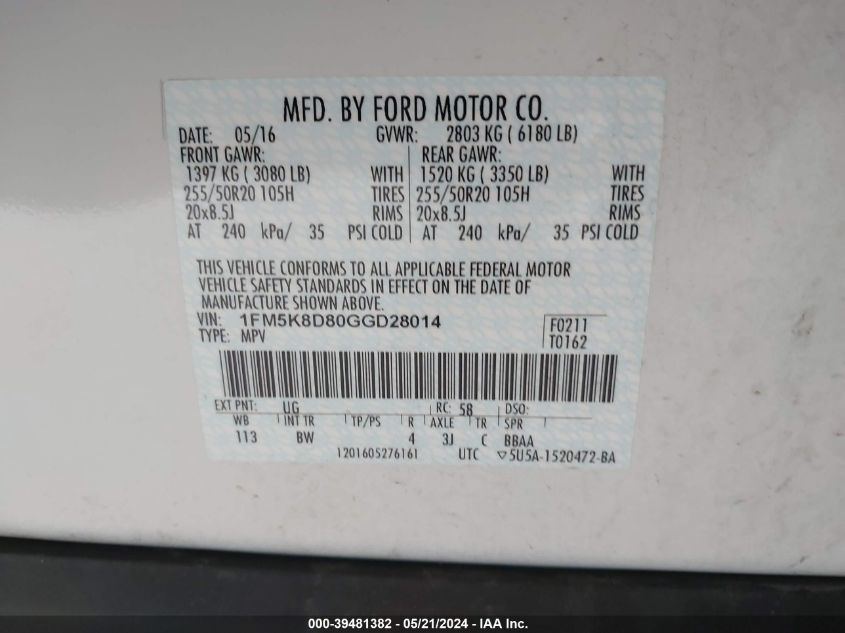 MFD. BY FORD MOTOR CO.
DATE: 05/16 GVWR: 2803 KG ( 6180 LB)
FRONT GAWR: REAR GAWR:
1397 KG ( 3080 LB) WITH 1520 KG ( 3350 LB) WITH
255/50R20 105H TIRES 255/50R20 105H TIRES
20x8.5J RIMS 20x8.5J RIMS
AT 240 kPa/ 35 PSI COLD AT 240 kPa/ 35 PSI COLD
THIS VEHICLE CONFORMS TO ALL APPLICABLE FEDERAL MOTOR
VEHICLE SAFETY STANDARDS IN EFFECT ON THE DATE OF
MANUFACTURE SHOWN ABOVE.
VIN: 1FM5K8D80GGD28014 F0211
TYPE: MPV T0162
EXT PNT: UG RC: 58 DSO:
WB INT TR TP/PS R AXLE TR SPR
113 BW 4 3J C BBAA
1201605276161 UTC ▽5U5A-1520472-BA
000-39481382 - 05/21/2024 - IAA Inc.